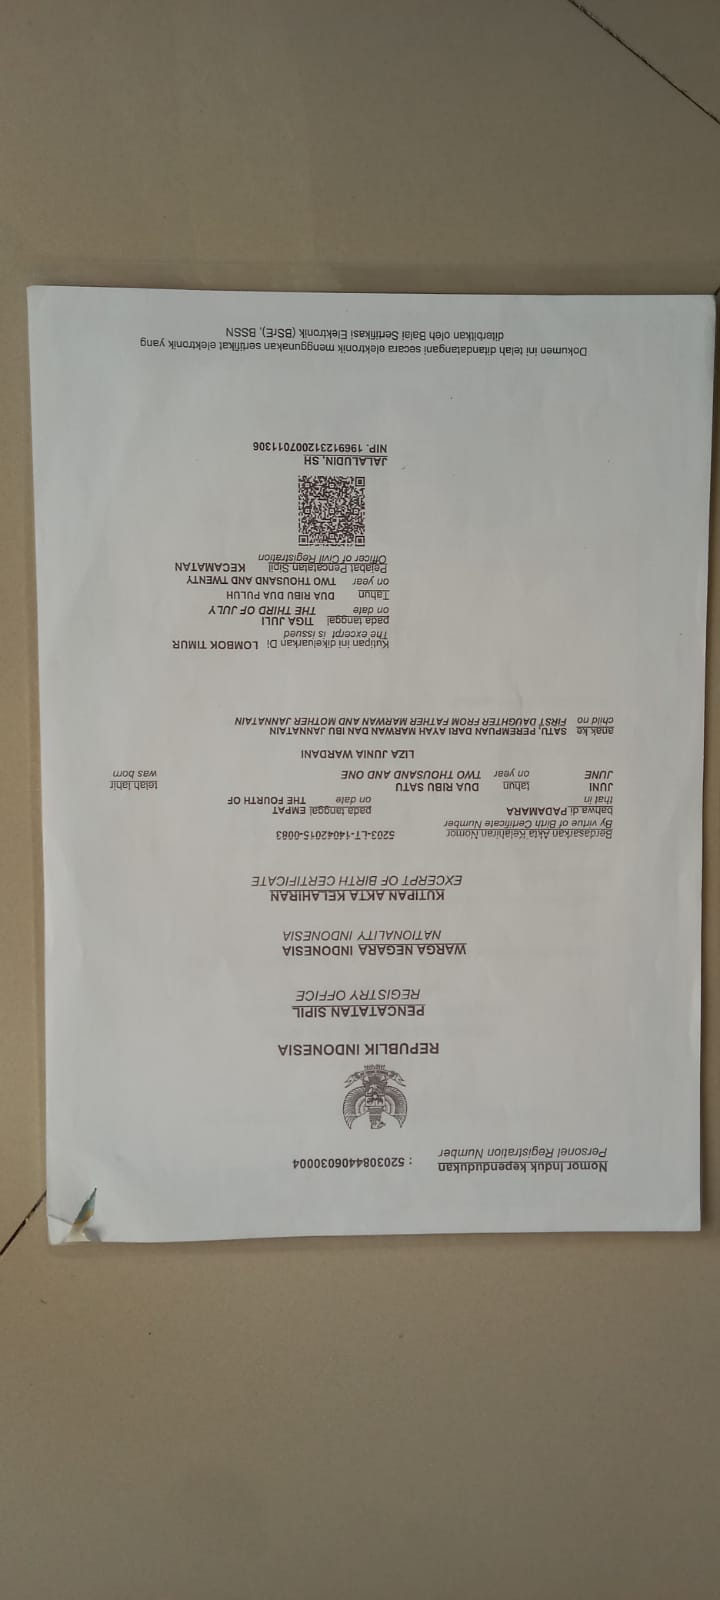 Nomor Induk kependudukan : 5203084406030004
Personel Registration Number
REPUBLIK INDONESIA
PENCATATAN SIPIL
REGISTRY OFFICE
WARGA NEGARA INDONESIA
NATIONALITY INDONESIA
KUTIPAN AKTA KELAHIRAN
EXCERPT OF BIRTH CERTIFICATE
Berdasarkan Akta Kelahiran Nomor 5203-LT-14042015-0083
By virtue of Birth Certificate Number
bahwa di PADAMARA pada tanggal EMPAT
that in on date THE FOURTH OF
JUNI tahun DUA RIBU SATU telah lahir
JUNE on year TWO THOUSAND AND ONE was born
LIZA JUNIA WARDANI
anak ke SATU, PEREMPUAN DARI AYAH MARWAN DAN IBU JANNATAIN
child no FIRST DAUGHTER FROM FATHER MARWAN AND MOTHER JANNATAIN
Kutipan ini dikeluarkan Di LOMBOK TIMUR
The excerpt is issued
pada tanggal TIGA JULI
on date THE THIRD OF JULY
Tahun DUA RIBU DUA PULUH
on year TWO THOUSAND AND TWENTY
Pejabat Pencatatan Sipil KECAMATAN
Officer of Civil Registration
JALALUDIN, SH
NIP. 196912312007011306
Dokumen ini telah ditandatangani secara elektronik menggunakan sertifikat elektronik yang
diterbitkan oleh Balai Sertifikasi Elektronik (BSrE), BSSN